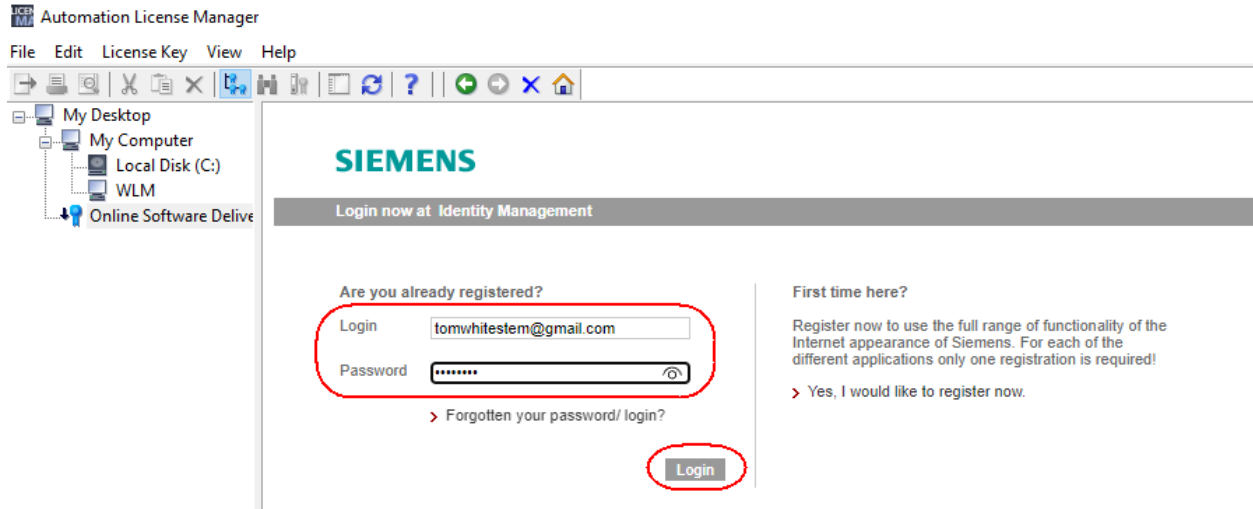 Automation License Manager
File Edit License Key View Help
My Desktop
My Computer
Local Disk (C:)
WLM
Online Software Delive
SIEMENS
Login now at Identity Management
Are you already registered?
Login tomwhitestem@gmail.com
Password ••••••••
Forgotten your password/ login?
Login
First time here?
Register now to use the full range of functionality of the
Internet appearance of Siemens. For each of the
different applications only one registration is required!
Yes, I would like to register now.